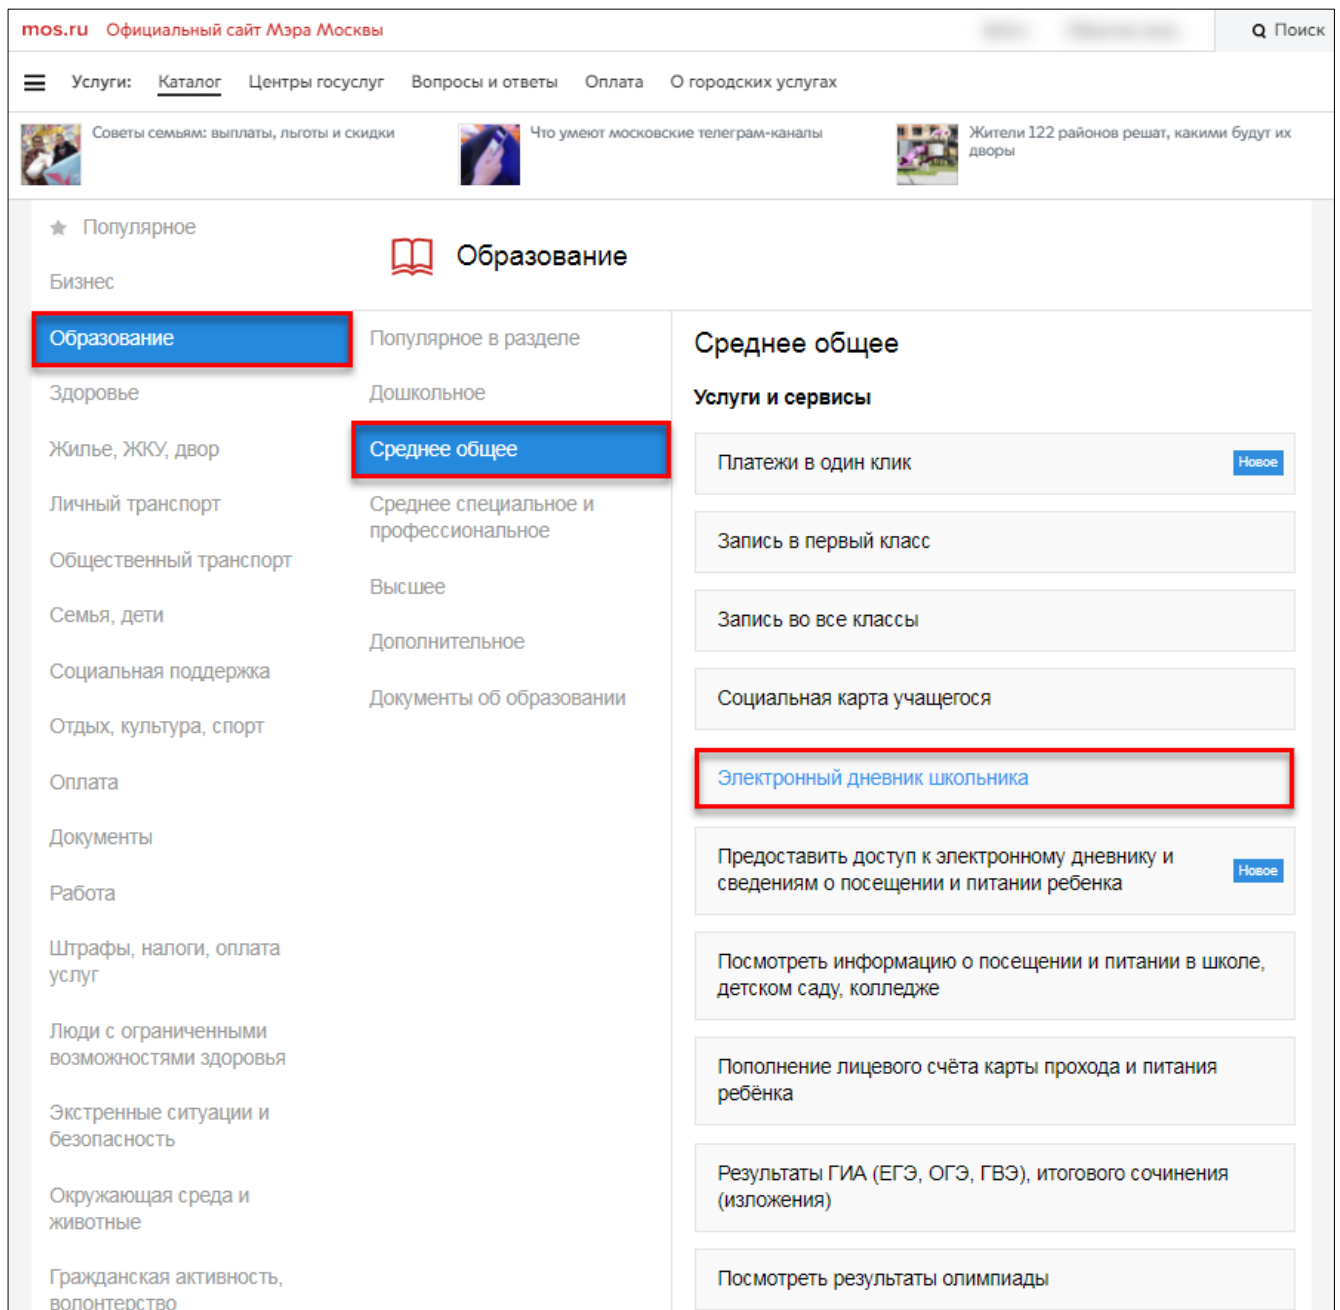 mos.ru Официальный сайт Мэра Москвы
Поиск
Услуги: Каталог Центры госуслуг Вопросы и ответы Оплата О городских услугах
Советы семьям: выплаты, льготы и скидки
Что умеют московские телеграм-каналы
Жители 122 районов решат, какими будут их
дворы
Популярное
Бизнес
Образование
Здоровье
Жилье, ЖКУ, двор
Личный транспорт
Общественный транспорт
Семья, дети
Социальная поддержка
Отдых, культура, спорт
Оплата
Документы
Работа
Штрафы, налоги, оплата
услуг
Люди с ограниченными
возможностями здоровья
Экстренные ситуации и
безопасность
Окружающая среда и
животные
Гражданская активность,
волонтерство
Образование
Популярное в разделе
Дошкольное
Среднее общее
Среднее специальное и
профессиональное
Высшее
Дополнительное
Документы об образовании
Среднее общее
Услуги и сервисы
Платежи в один клик
Новое
Запись в первый класс
Запись во все классы
Социальная карта учащегося
Электронный дневник школьника
Предоставить доступ к электронному дневнику и
сведениям о посещении и питании ребенка
Новое
Посмотреть информацию о посещении и питании в школе,
детском саду, колледже
Пополнение лицевого счёта карты прохода и питания
ребёнка
Результаты ГИА (ЕГЭ, ОГЭ, ГВЭ), итогового сочинения
(изложения)
Посмотреть результаты олимпиады